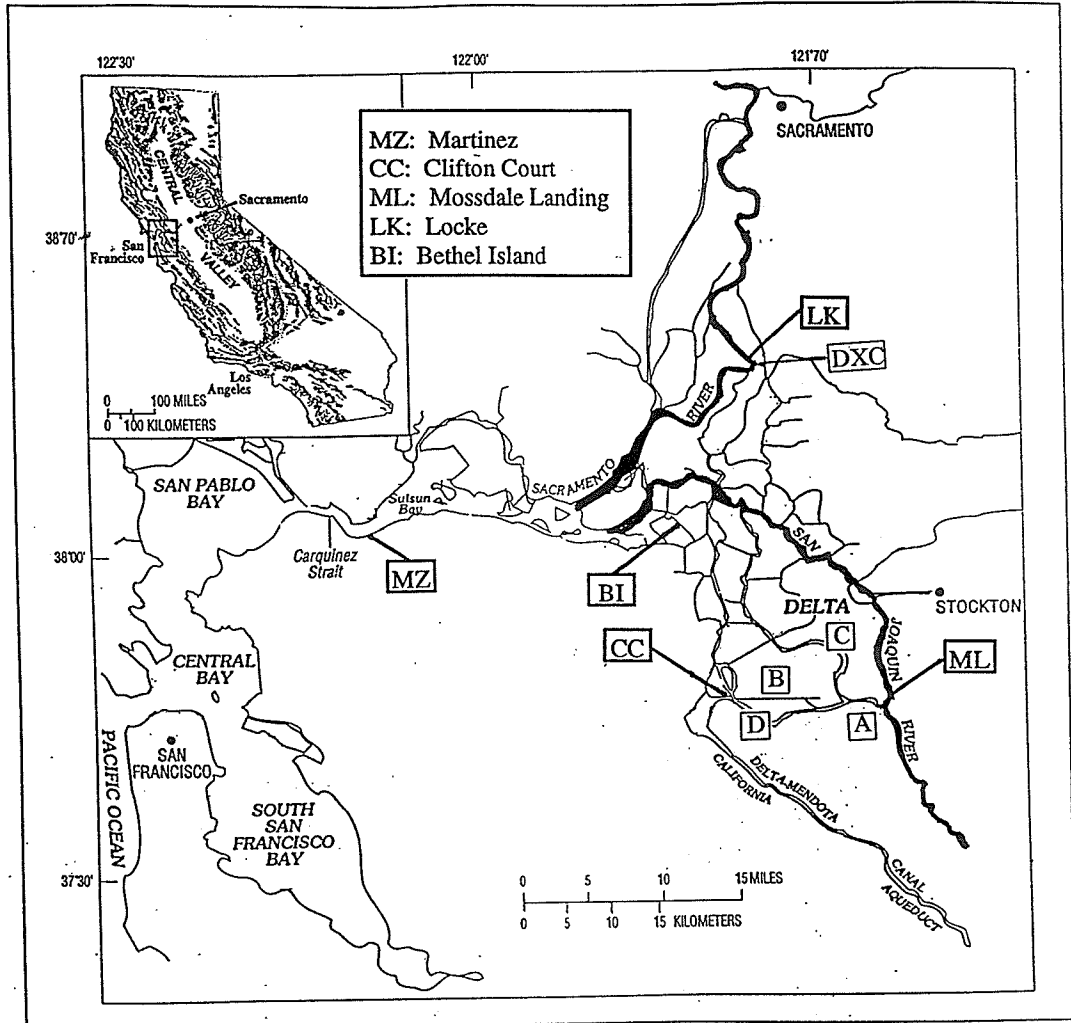 122°30'
122°00'
121°70'
SACRAMENTO
CENTRAL
VALLEY
Sacramento
San
Francisco
Los
Angeles
0 100 MILES
0 100 KILOMETERS
MZ: Martinez
CC: Clifton Court
ML: Mossdale Landing
LK: Locke
BI: Bethel Island
38°70'
LK
DXC
RIVER
SACRAMENTO
SAN PABLO
BAY
Suisun
Bay
Carquinez
Strait
MZ
38°00'
BI
SAN
JOAQUIN
RIVER
DELTA
STOCKTON
CC
C
ML
B
D
A
CENTRAL
BAY
SAN
FRANCISCO
PACIFIC OCEAN
SOUTH
SAN
FRANCISCO
BAY
DELTA-MENDOTA
CANAL
CALIFORNIA
AQUEDUCT
37°30'
0 5 10 15 MILES
0 5 10 15 KILOMETERS